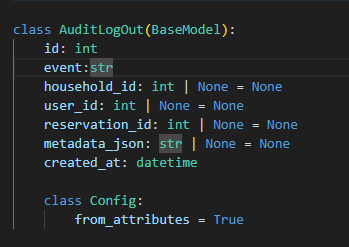 class AuditLogOut(BaseModel):
    id: int
    event:str
    household_id: int | None = None
    user_id: int | None = None
    reservation_id: int | None = None
    metadata_json: str | None = None
    created_at: datetime

    class Config:
        from_attributes = True